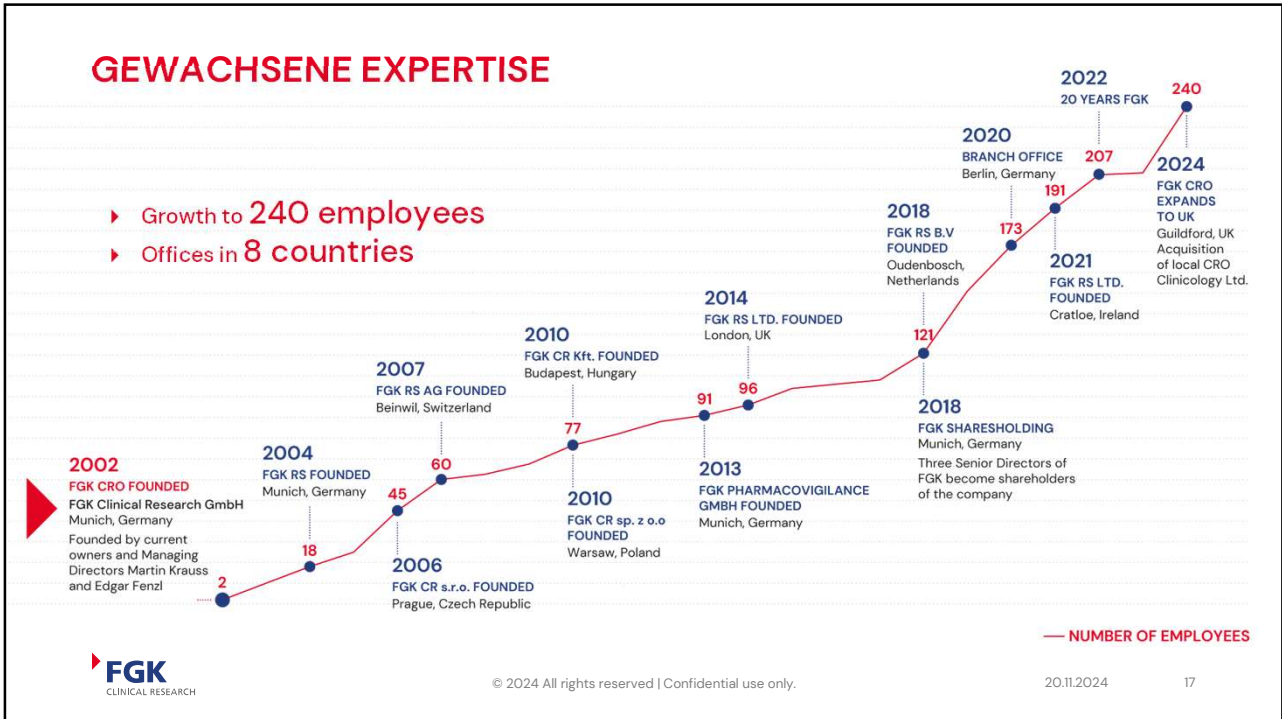 GEWACHSENE EXPERTISE
Growth to 240 employees
Offices in 8 countries
2002
FGK CRO FOUNDED
FGK Clinical Research GmbH
Munich, Germany
Founded by current
owners and Managing
Directors Martin Krauss
and Edgar Fenzl
2
2004
FGK RS FOUNDED
Munich, Germany
18
45
2006
FGK CR s.r.o. FOUNDED
Prague, Czech Republic
2007
FGK RS AG FOUNDED
Beinwil, Switzerland
60
2010
FGK CR Kft. FOUNDED
Budapest, Hungary
77
2010
FGK CR sp. z o.o
FOUNDED
Warsaw, Poland
91
2013
FGK PHARMACOVIGILANCE
GMBH FOUNDED
Munich, Germany
2014
FGK RS LTD. FOUNDED
London, UK
96
2018
FGK RS B.V
FOUNDED
Oudenbosch,
Netherlands
121
2018
FGK SHARESHOLDING
Munich, Germany
Three Senior Directors of
FGK become shareholders
of the company
2020
BRANCH OFFICE
Berlin, Germany
173
191
2021
FGK RS LTD.
FOUNDED
Cratloe, Ireland
2022
20 YEARS FGK
207
240
2024
FGK CRO
EXPANDS
TO UK
Guildford, UK
Acquisition
of local CRO
Clinicology Ltd.
NUMBER OF EMPLOYEES
FGK
CLINICAL RESEARCH
© 2024 All rights reserved | Confidential use only.
20.11.2024
17